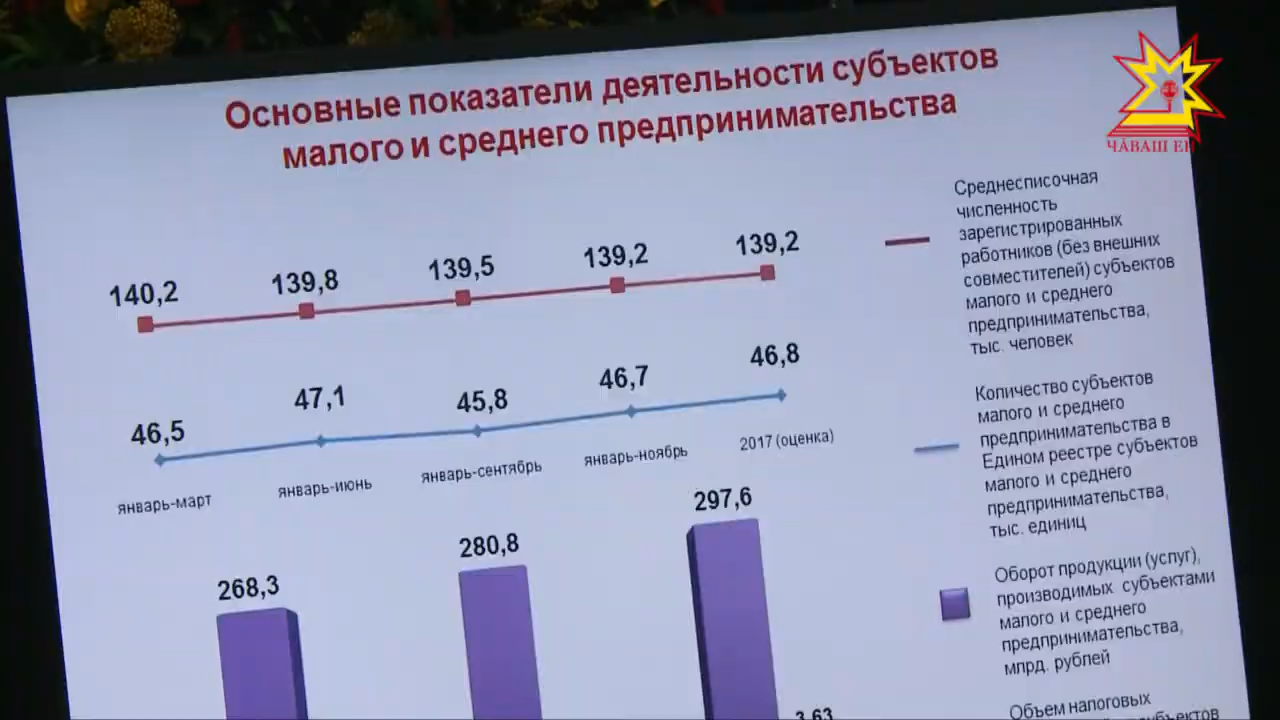 Основные показатели деятельности субъектов
малого и среднего предпринимательства
ЧӐВАШ ЕН
140,2
139,8
139,5
139,2
139,2
46,5
47,1
45,8
46,7
46,8
январь-март
январь-июнь
январь-сентябрь
январь-ноябрь
2017 (оценка)
268,3
280,8
297,6
3,63
Среднесписочная
численность
зарегистрированных
работников (без внешних
совместителей) субъектов
малого и среднего
предпринимательства,
тыс. человек
Количество субъектов
малого и среднего
предпринимательства в
Едином реестре субъектов
малого и среднего
предпринимательства,
тыс. единиц
Оборот продукции (услуг),
производимых субъектами
малого и среднего
предпринимательства,
млрд. рублей
Объем налоговых
субъектов